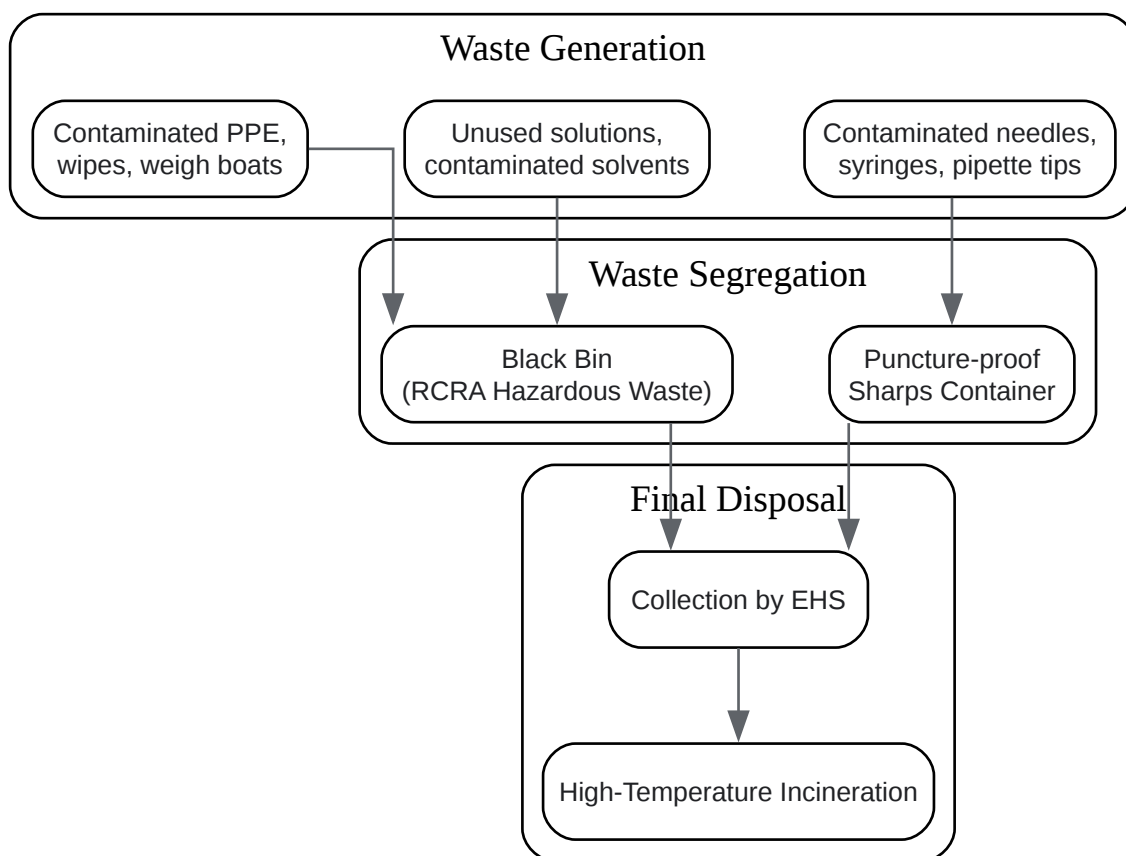 Waste Generation
Contaminated PPE,
wipes, weigh boats
Unused solutions,
contaminated solvents
Contaminated needles,
syringes, pipette tips
Waste Segregation
Black Bin
(RCRA Hazardous Waste)
Puncture-proof
Sharps Container
Final Disposal
Collection by EHS
High-Temperature Incineration